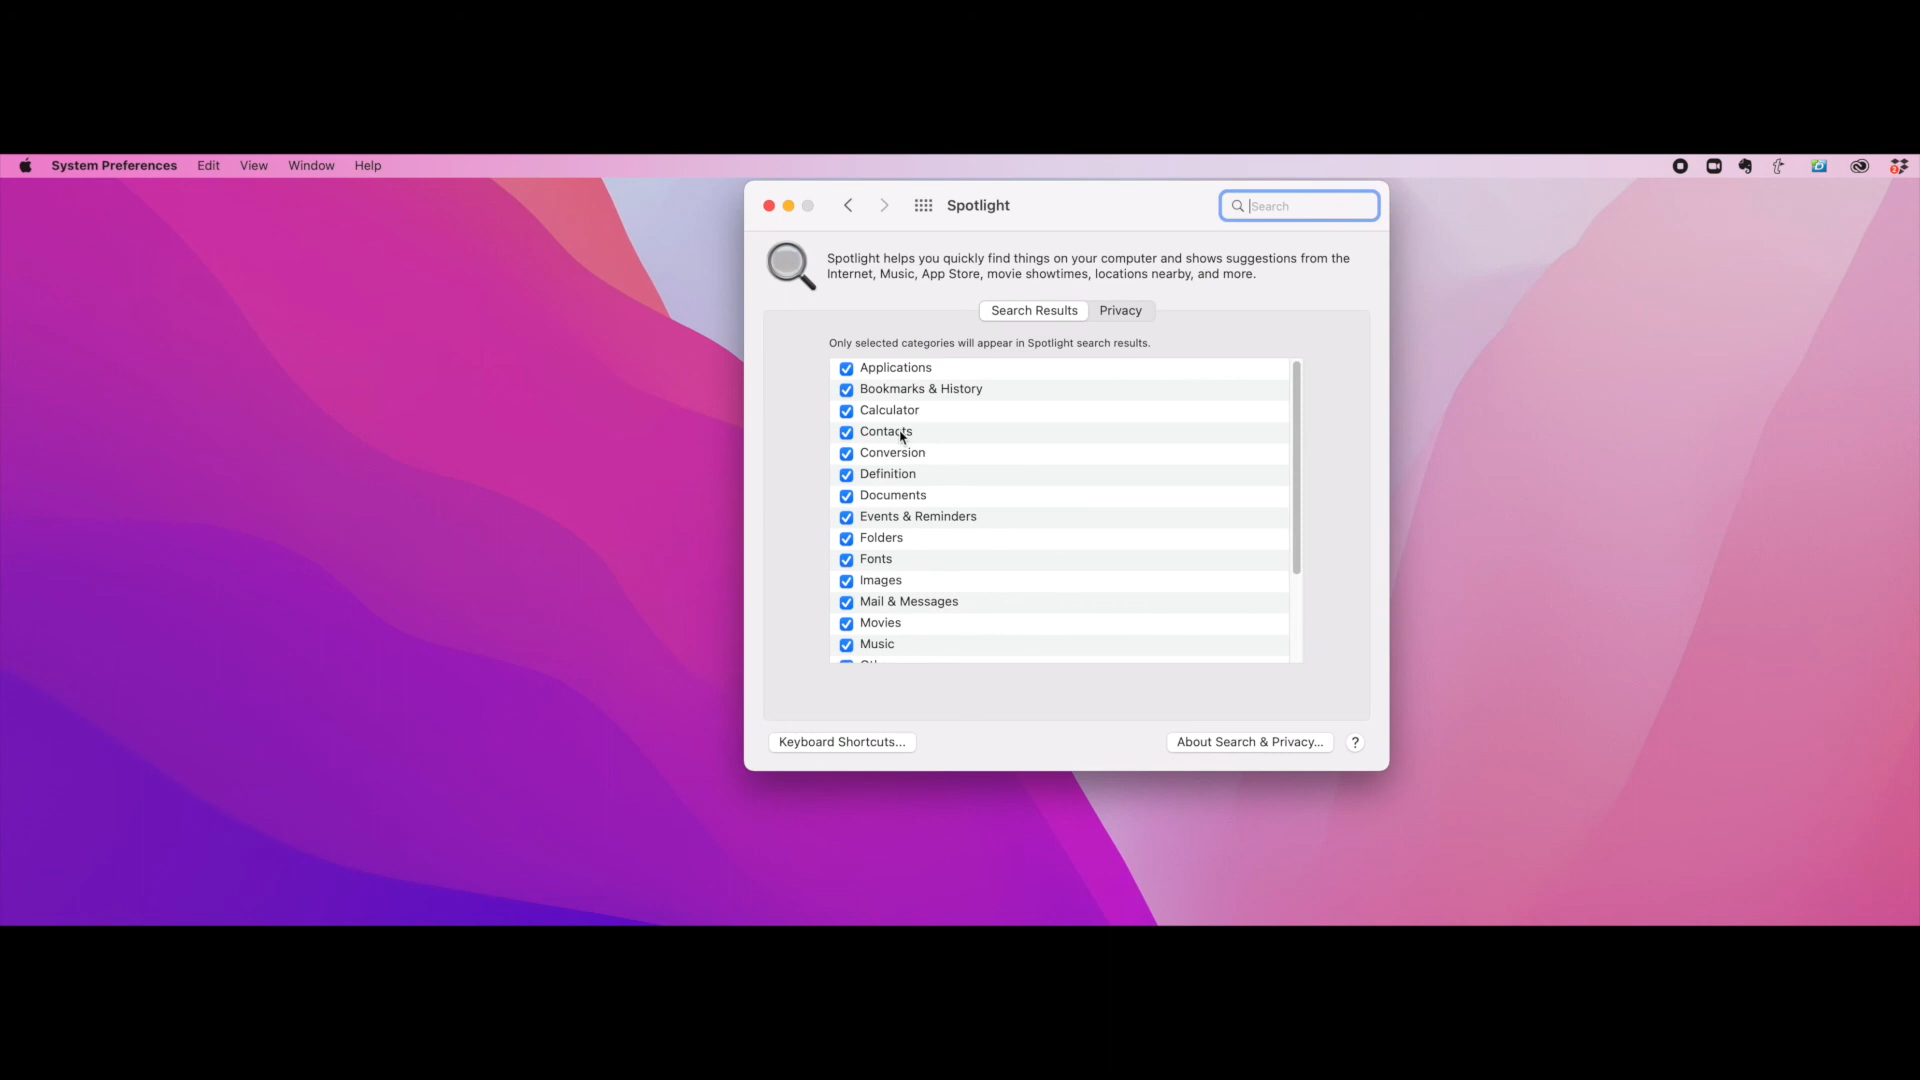 System Preferences Edit View Window Help
Spotlight
Search
Spotlight helps you quickly find things on your computer and shows suggestions from the
Internet, Music, App Store, movie showtimes, locations nearby, and more.
Search Results Privacy
Only selected categories will appear in Spotlight search results.
Applications
Bookmarks & History
Calculator
Contacts
Conversion
Definition
Documents
Events & Reminders
Folders
Fonts
Images
Mail & Messages
Movies
Music
Keyboard Shortcuts...
About Search & Privacy...
?